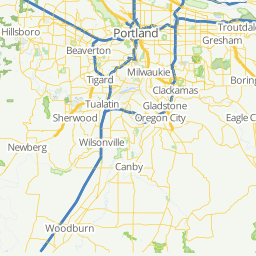 Hillsboro
Portland
Troutdale
Gresham
Beaverton
Milwaukie
Tigard
Boring
Clackamas
Tualatin
Gladstone
Sherwood
Oregon City
Eagle C
Newberg
Wilsonville
Canby
Woodburn